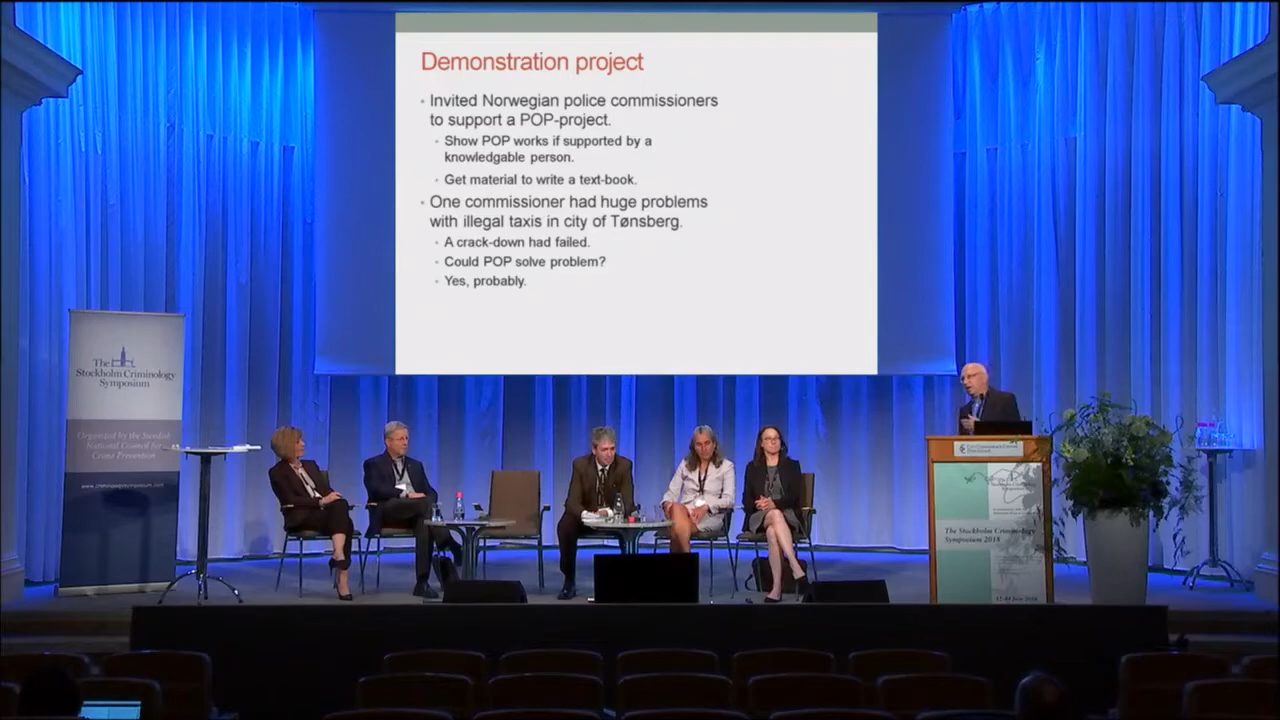 Demonstration project
Invited Norwegian police commissioners
to support a POP-project.
Show POP works if supported by a
knowledgable person.
Get material to write a text-book.
One commissioner had huge problems
with illegal taxis in city of Tønsberg.
A crack-down had failed.
Could POP solve problem?
Yes, probably.
The
Stockholm Criminology
Symposium
Organized by the Swedish
National Council for
Crime Prevention
www.criminologysymposium.com
The Stockholm Criminology
Symposium 2018